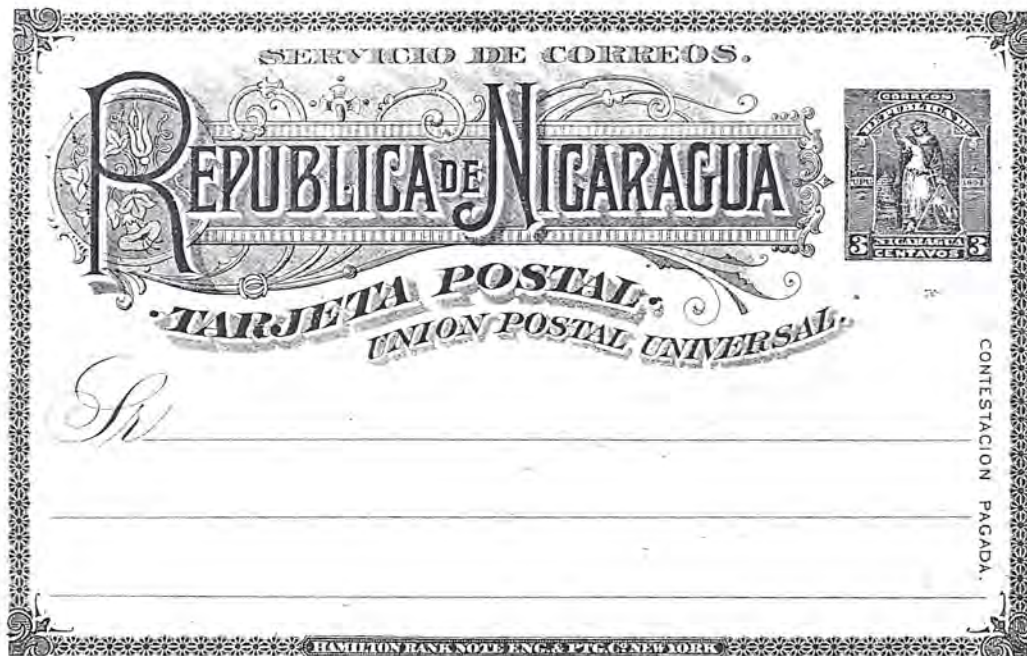 SERVICIO DE CORREOS.
REPUBLICA DE NICARAGUA
CORREOS
REPUBLICA DE
UPU
3 NICARAGUA 3
CENTAVOS
TARJETA POSTAL.
UNION POSTAL UNIVERSAL.
Sr
CONTESTACION PAGADA.
HAMILTON BANK NOTE ENG. & PTG. Co NEW YORK